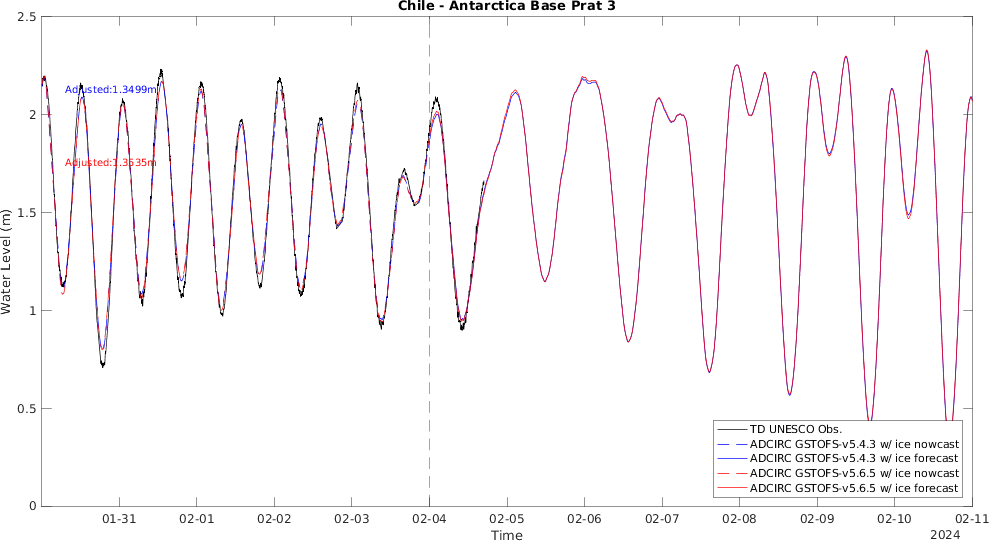 Chile - Antarctica Base Prat 3
2.5
2
1.5
1
0.5
0
Water Level (m)
Adjusted:1.3499m
Adjusted:1.3535m
TD UNESCO Obs.
ADCIRC GSTOFS-v5.4.3 w/ ice nowcast
ADCIRC GSTOFS-v5.4.3 w/ ice forecast
ADCIRC GSTOFS-v5.6.5 w/ ice nowcast
ADCIRC GSTOFS-v5.6.5 w/ ice forecast
01-31 02-01 02-02 02-03 02-04 02-05 02-06 02-07 02-08 02-09 02-10 02-11
Time
2024